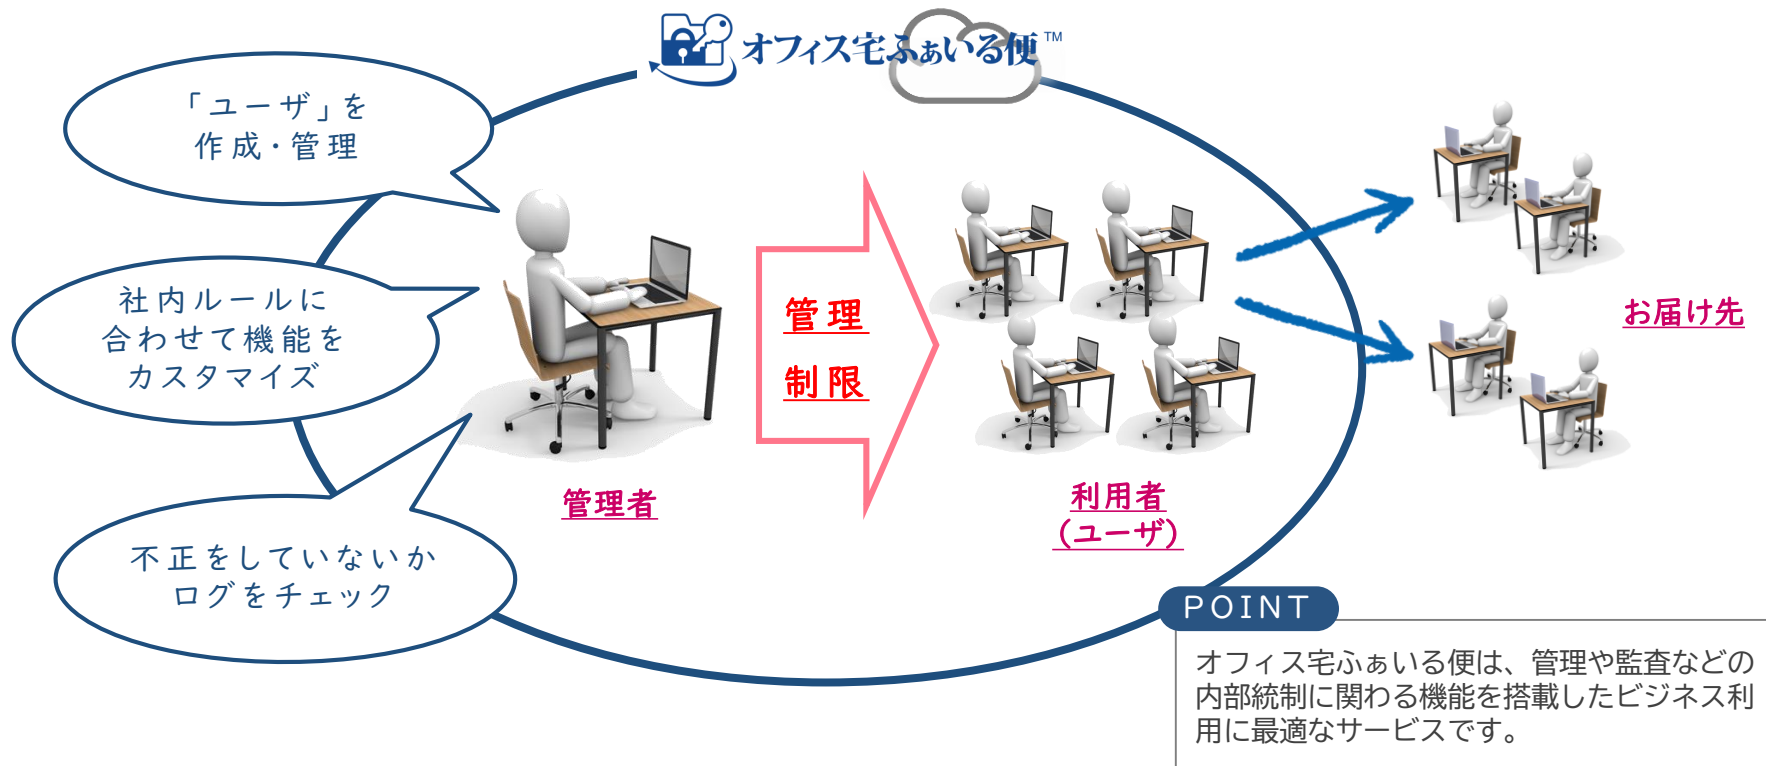 オフィス宅ふぁいる便™
「ユーザ」を
作成・管理
社内ルールに
合わせて機能を
カスタマイズ
不正をしていないか
ログをチェック
管理者
管理
制限
利用者
(ユーザ)
お届け先
POINT
オフィス宅ふぁいる便は、管理や監査などの
内部統制に関わる機能を搭載したビジネス利
用に最適なサービスです。